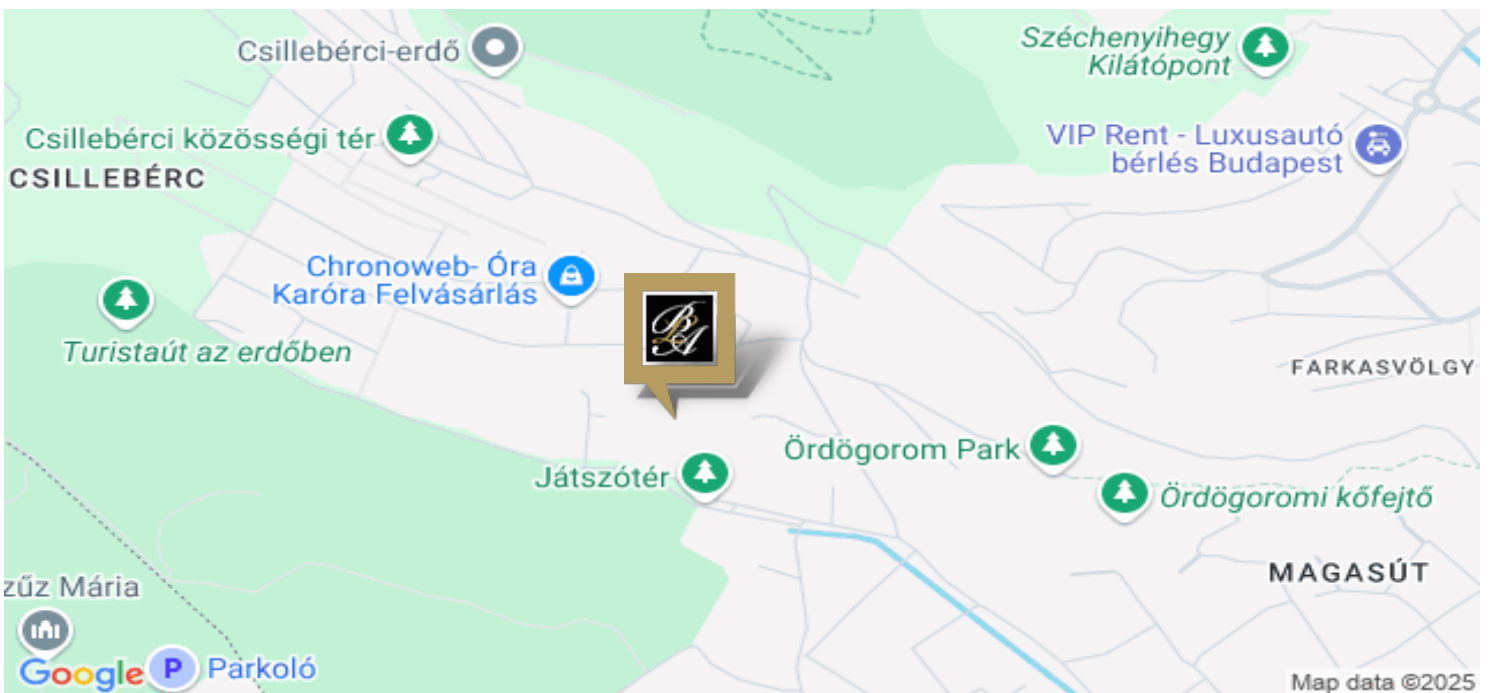 Csillebérci-erdő
Széchenyihegy
Kilátópont
Csillebérci közösségi tér
VIP Rent - Luxusautó
bérlés Budapest
CSILLEBÉRC
Chronoweb- Óra
Karóra Felvásárlás
BLA
Turistaút az erdőben
FARKASVÖLGY
Ördögorom Park
Játszótér
Ördögoromi kőfejtő
MAGASÚT
zűz Mária
Google
P
Parkoló
Map data ©2025